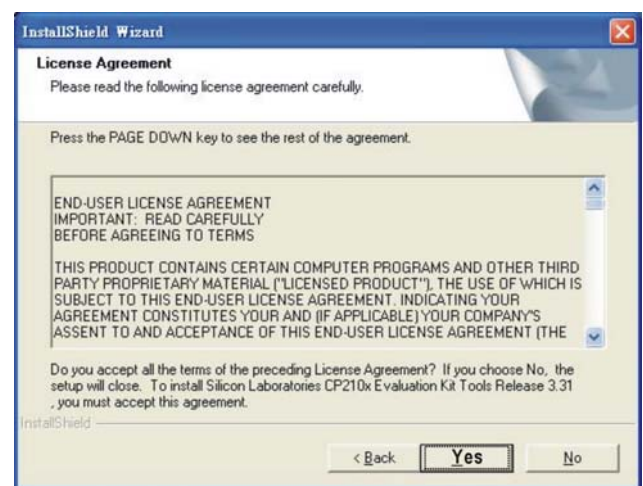 InstallShield Wizard
License Agreement
Please read the following license agreement carefully.
Press the PAGE DOWN key to see the rest of the agreement.
END-USER LICENSE AGREEMENT
IMPORTANT: READ CAREFULLY
BEFORE AGREEING TO TERMS
THIS PRODUCT CONTAINS CERTAIN COMPUTER PROGRAMS AND OTHER THIRD
PARTY PROPRIETARY MATERIAL ("LICENSED PRODUCT"), THE USE OF WHICH IS
SUBJECT TO THIS END-USER LICENSE AGREEMENT. INDICATING YOUR
AGREEMENT CONSTITUTES YOUR AND (IF APPLICABLE) YOUR COMPANY'S
ASSENT TO AND ACCEPTANCE OF THIS END-USER LICENSE AGREEMENT (THE
Do you accept all the terms of the preceding License Agreement? If you choose No, the
setup will close. To install Silicon Laboratories CP210x Evaluation Kit Tools Release 3.31
, you must accept this agreement.
InstallShield
< Back
Yes
No